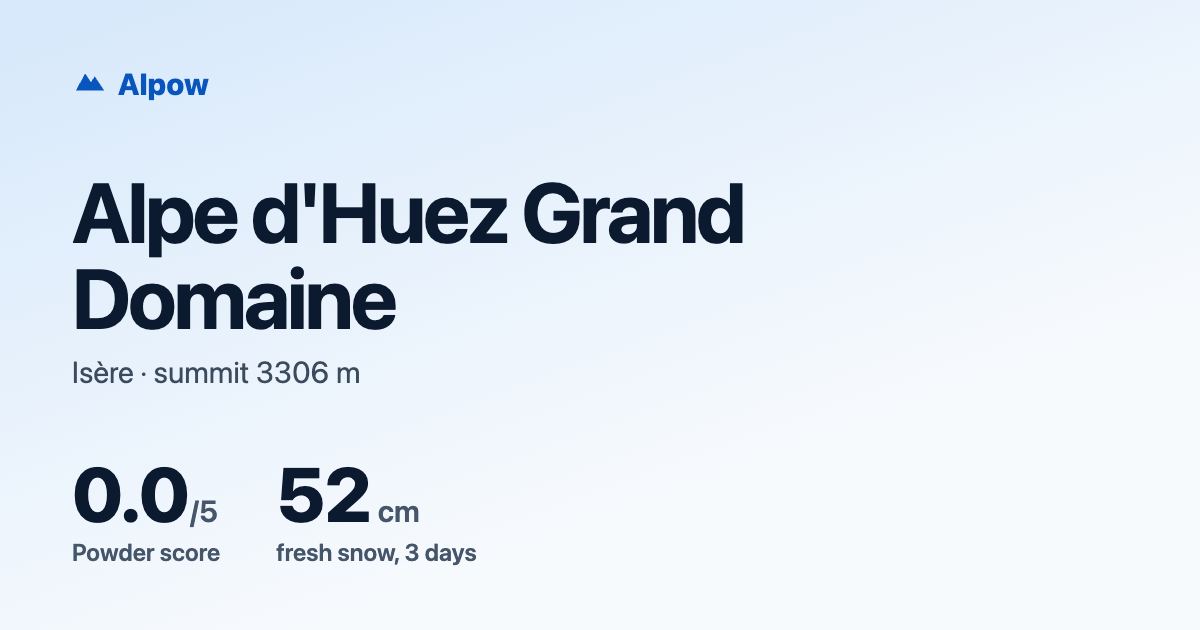 Alpow
Alpe d'Huez Grand
Domaine
Isère · summit 3306 m
0.0/5 52 cm
Powder score fresh snow, 3 days